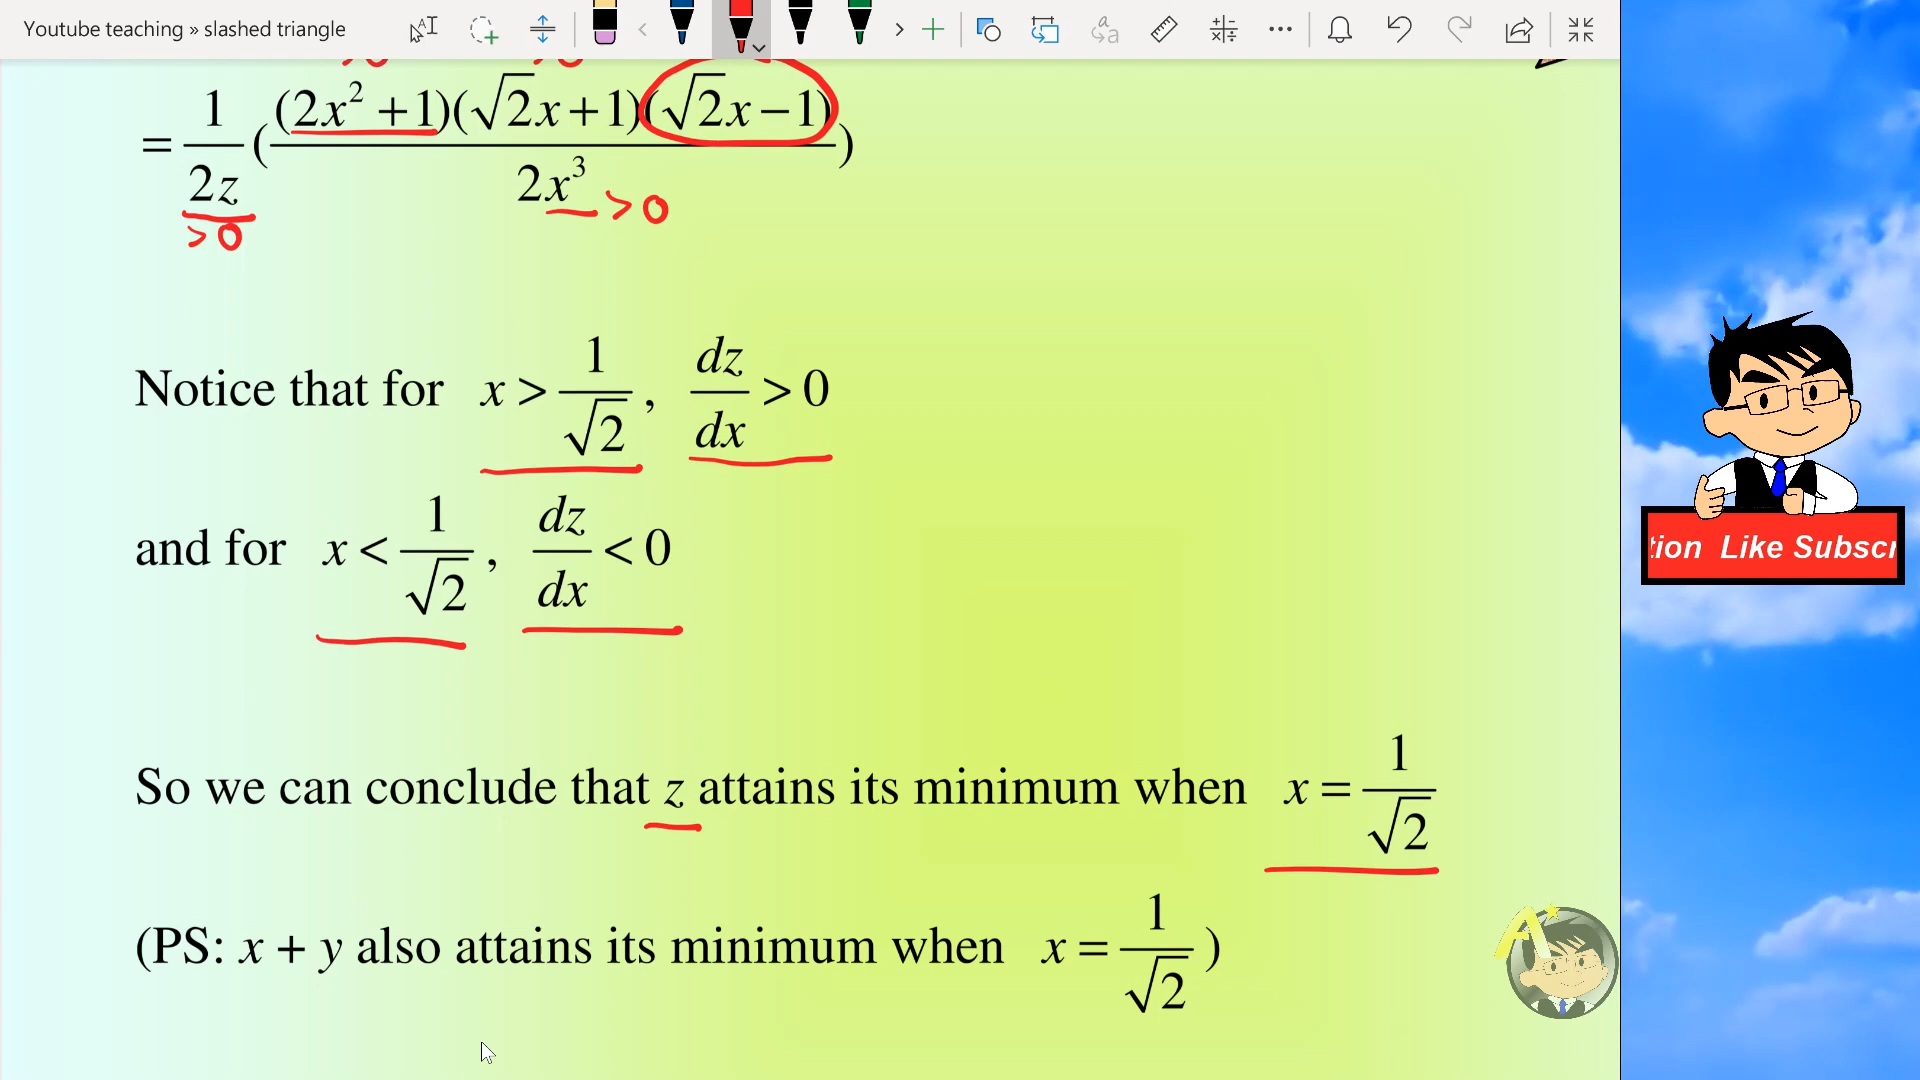 Youtube teaching » slashed triangle
= 1/2z ( (2x² + 1)(√2x + 1)(√2x − 1) / 2x³ )
> 0
> 0
Notice that for x > 1/√2 , dz/dx > 0
and for x < 1/√2 , dz/dx < 0
So we can conclude that z attains its minimum when x = 1/√2
(PS: x + y also attains its minimum when x = 1/√2 )
Like
A